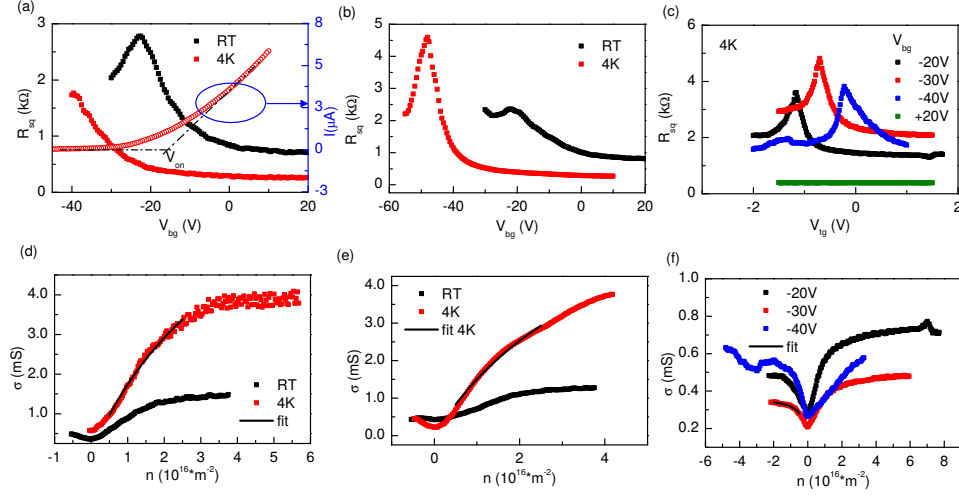 (a)
RT
4K
V_on
R_sq (kΩ)
3
2
1
0
I(μA)
8
6
3
0
-3
-40 -20 0 20
V_bg (V)
(b)
RT
4K
R_sq (kΩ)
5
4
3
2
1
0
-40 -20 0 20
V_bg (V)
(c)
4K
V_bg
-20V
-30V
-40V
+20V
R_sq (kΩ)
6
4
2
0
-2 0 2
V_tg (V)
(d)
RT
4K
fit
σ (mS)
5.0
4.0
3.0
2.0
1.0
0.0
-1 0 1 2 3 4 5 6
n (10^16*m^-2)
(e)
RT
4K
fit 4K
σ (mS)
4.0
3.0
2.0
1.0
0.0
0 2 4
n (10^16*m^-2)
(f)
-20V
-30V
-40V
fit
σ (mS)
1.0
0.8
0.6
0.4
0.2
-6 -4 -2 0 2 4 6 8
n (10^16*m^-2)